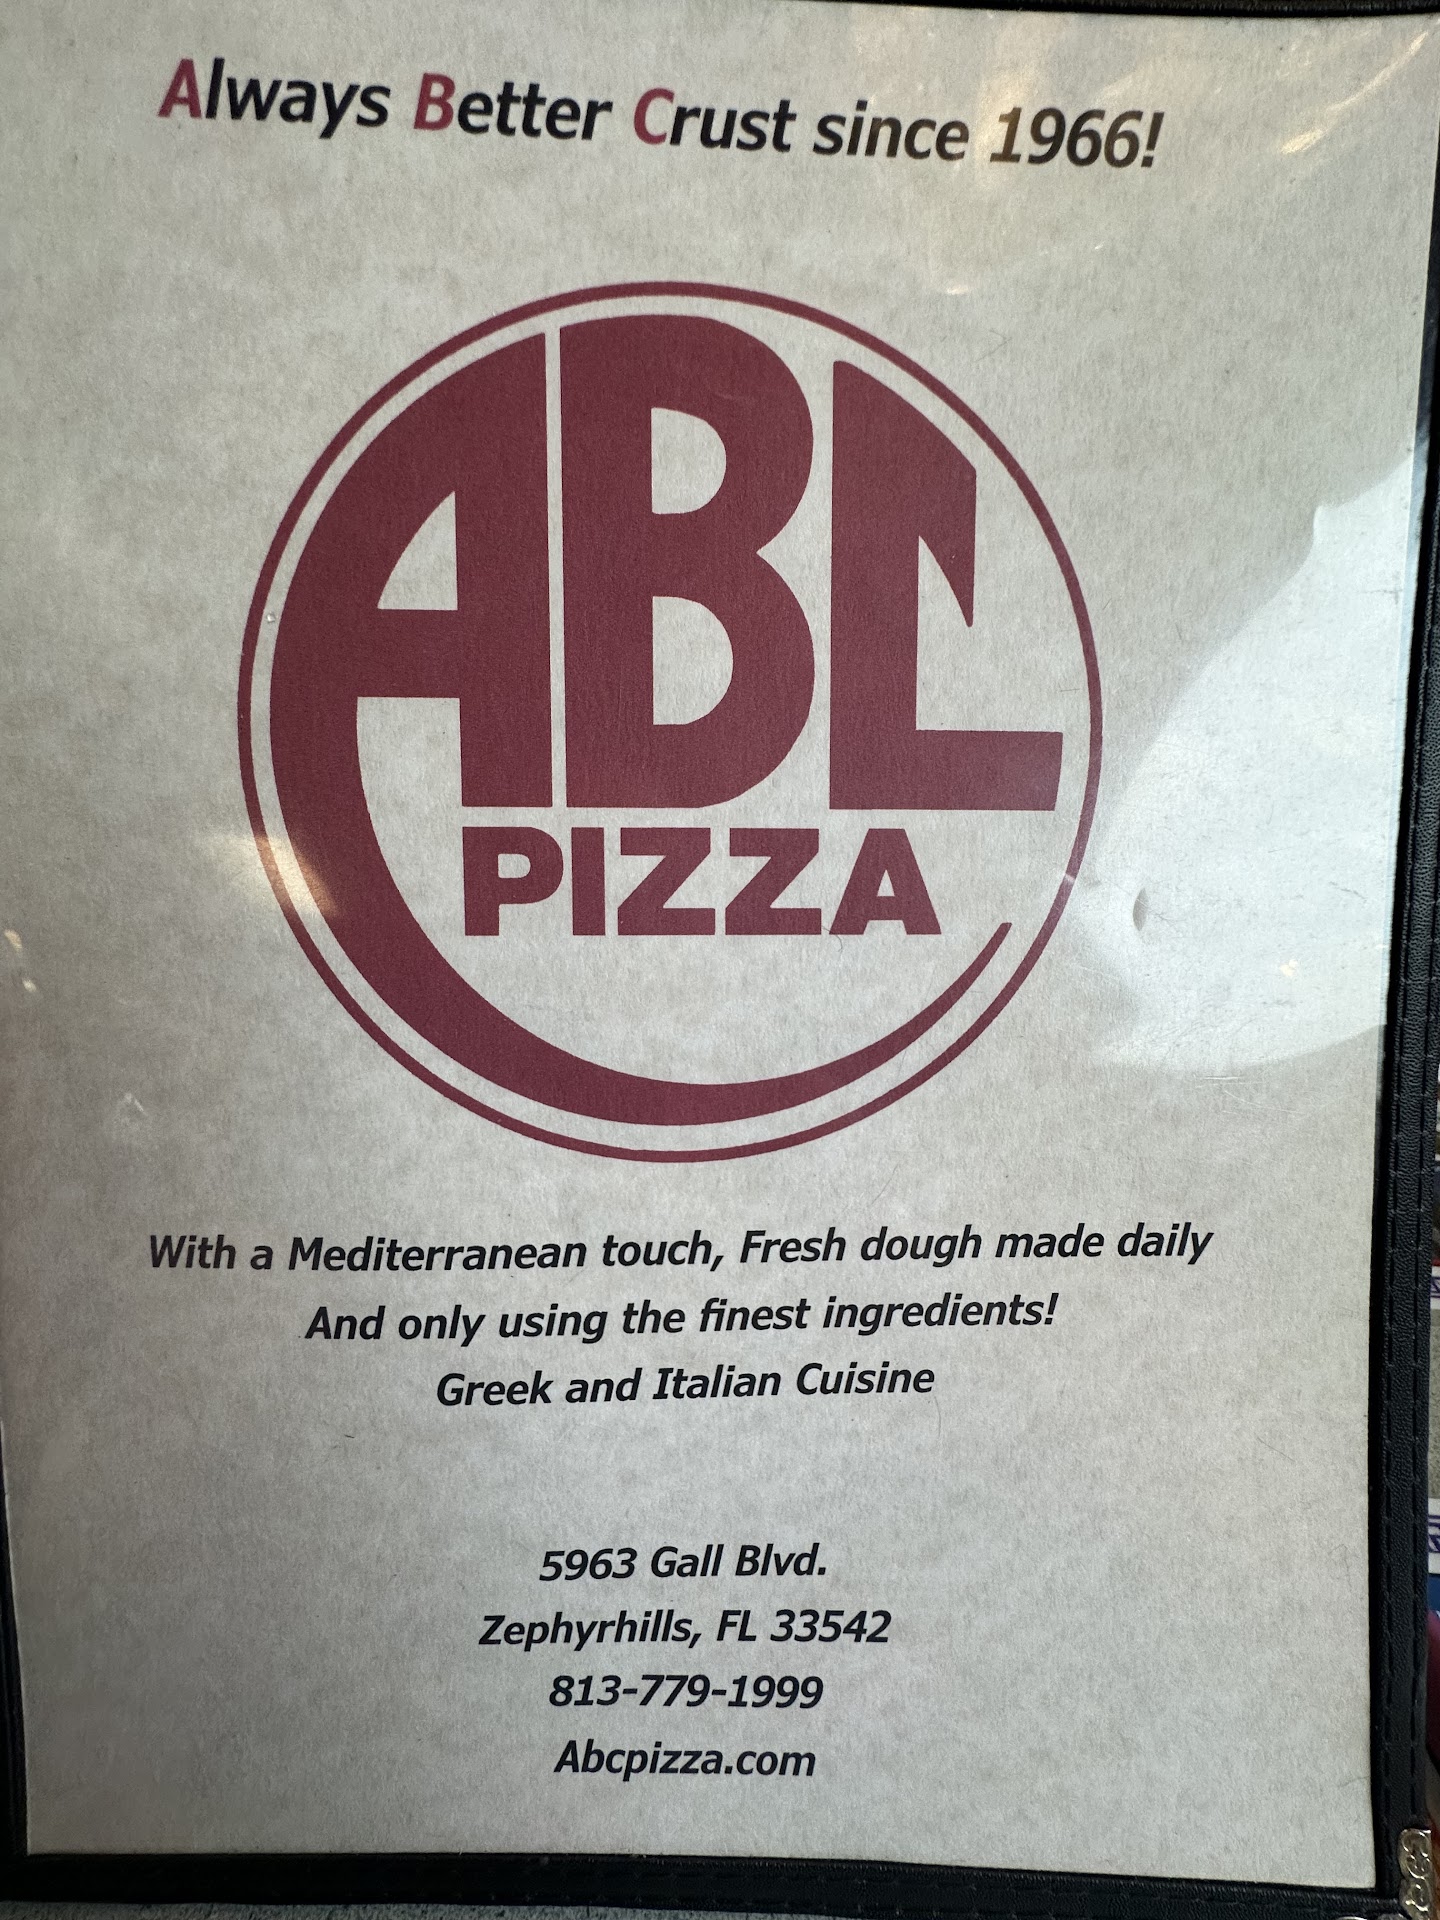 Always Better Crust since 1966!
ABC
PIZZA
With a Mediterranean touch, Fresh dough made daily
And only using the finest ingredients!
Greek and Italian Cuisine
5963 Gall Blvd.
Zephyrhills, FL 33542
813-779-1999
Abcpizza.com